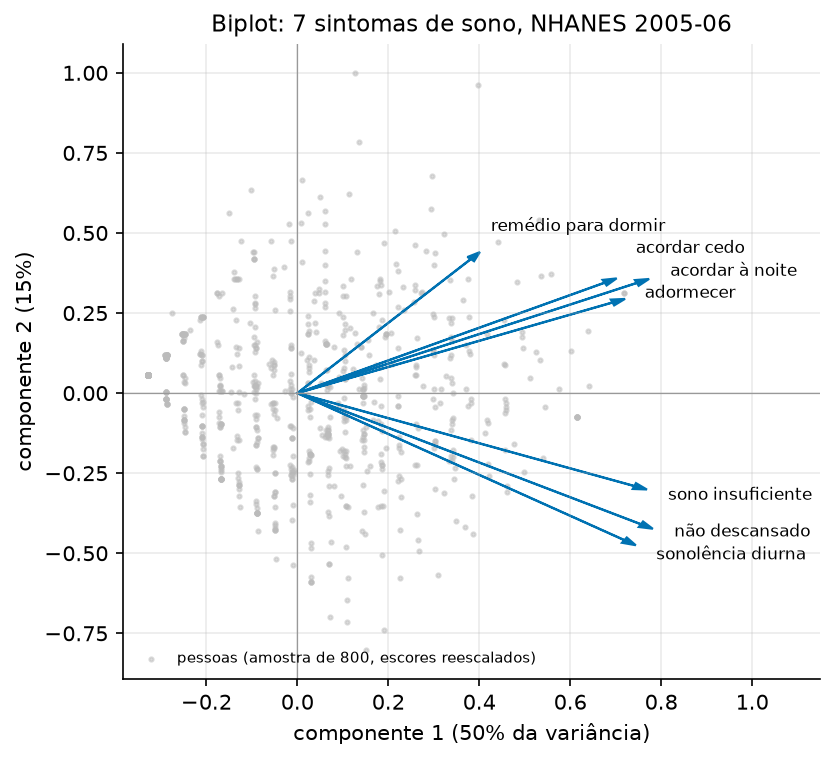 Biplot: 7 sintomas de sono, NHANES 2005-06
componente 2 (15%)
1.00
0.75
0.50
0.25
0.00
−0.25
−0.50
−0.75
remédio para dormir
acordar cedo
acordar à noite
adormecer
sono insuficiente
não descansado
sonolência diurna
pessoas (amostra de 800, escores reescalados)
−0.2
0.0
0.2
0.4
0.6
0.8
1.0
componente 1 (50% da variância)